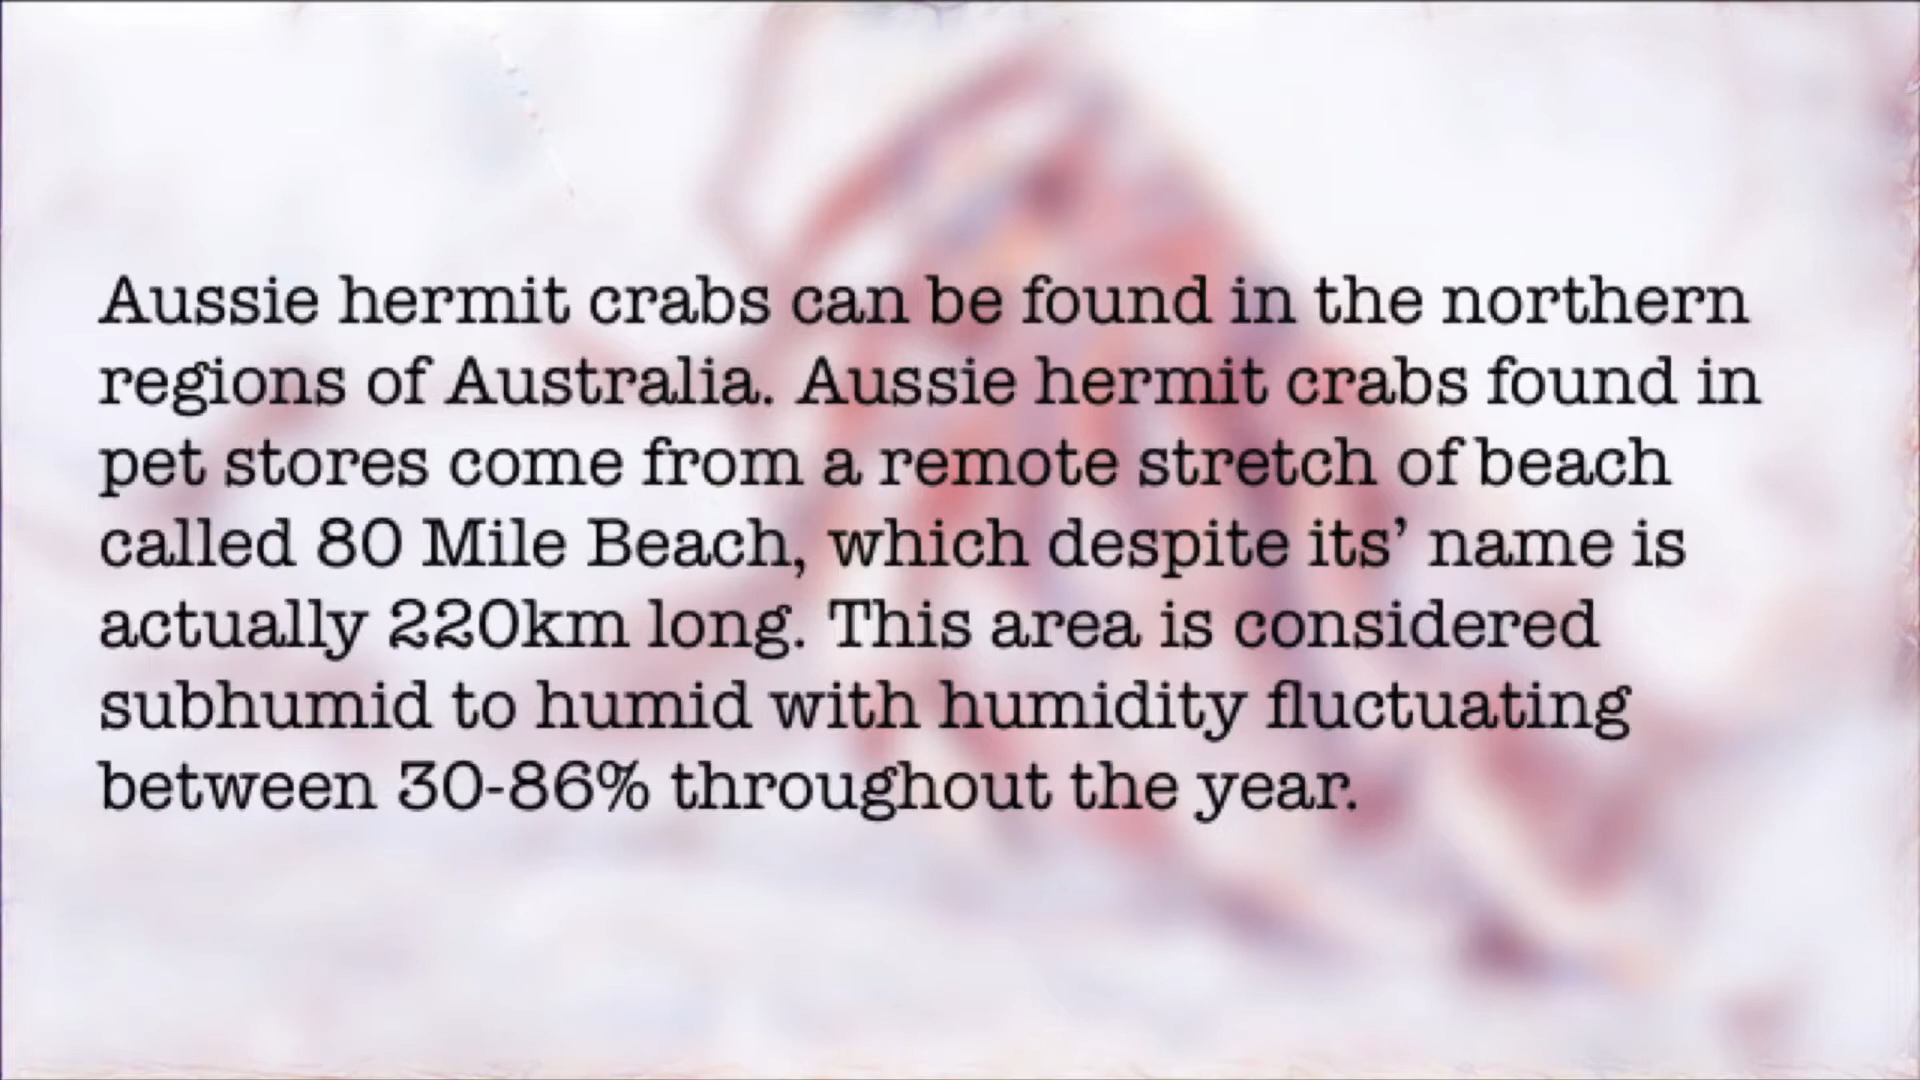 Aussie hermit crabs can be found in the northern
regions of Australia. Aussie hermit crabs found in
pet stores come from a remote stretch of beach
called 80 Mile Beach, which despite its’ name is
actually 220km long. This area is considered
subhumid to humid with humidity fluctuating
between 30-86% throughout the year.